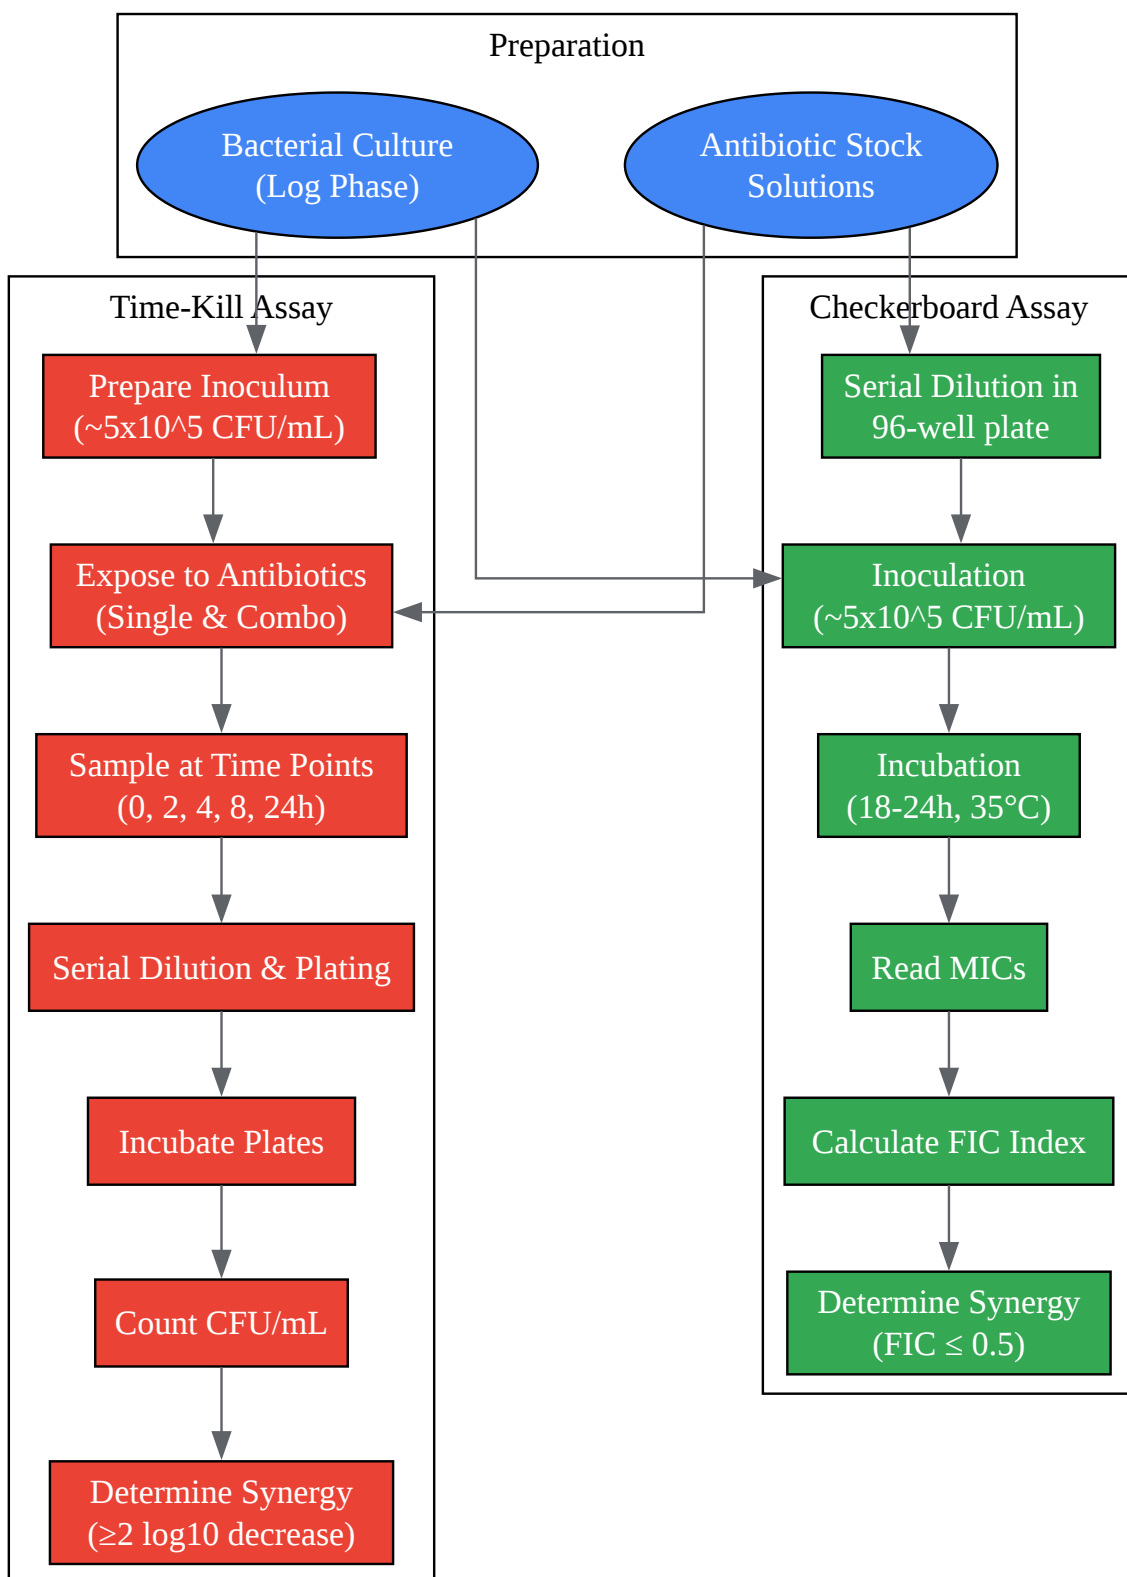 Preparation
Bacterial Culture
(Log Phase)
Antibiotic Stock
Solutions
Time-Kill Assay
Prepare Inoculum
(~5x10^5 CFU/mL)
Expose to Antibiotics
(Single & Combo)
Sample at Time Points
(0, 2, 4, 8, 24h)
Serial Dilution & Plating
Incubate Plates
Count CFU/mL
Determine Synergy
(≥2 log10 decrease)
Checkerboard Assay
Serial Dilution in
96-well plate
Inoculation
(~5x10^5 CFU/mL)
Incubation
(18-24h, 35°C)
Read MICs
Calculate FIC Index
Determine Synergy
(FIC ≤ 0.5)